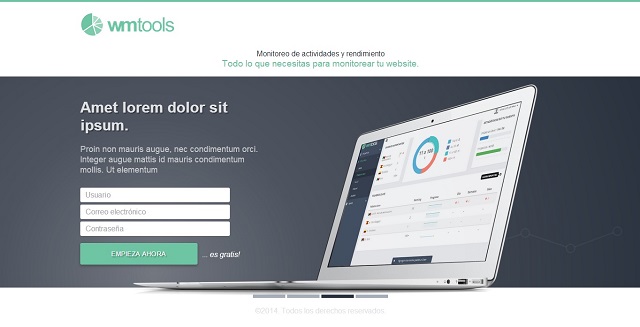 wmtools
Monitoreo de actividades y rendimiento
Todo lo que necesitas para monitorear tu website.
Amet lorem dolor sit
ipsum.
Proin non mauris augue, nec condimentum orci.
Integer augue mattis id mauris condimentum
mollis. Ut elementum
Usuario
Correo electrónico
Contraseña
EMPIEZA AHORA
... es gratis!
©2014. Todos los derechos reservados.